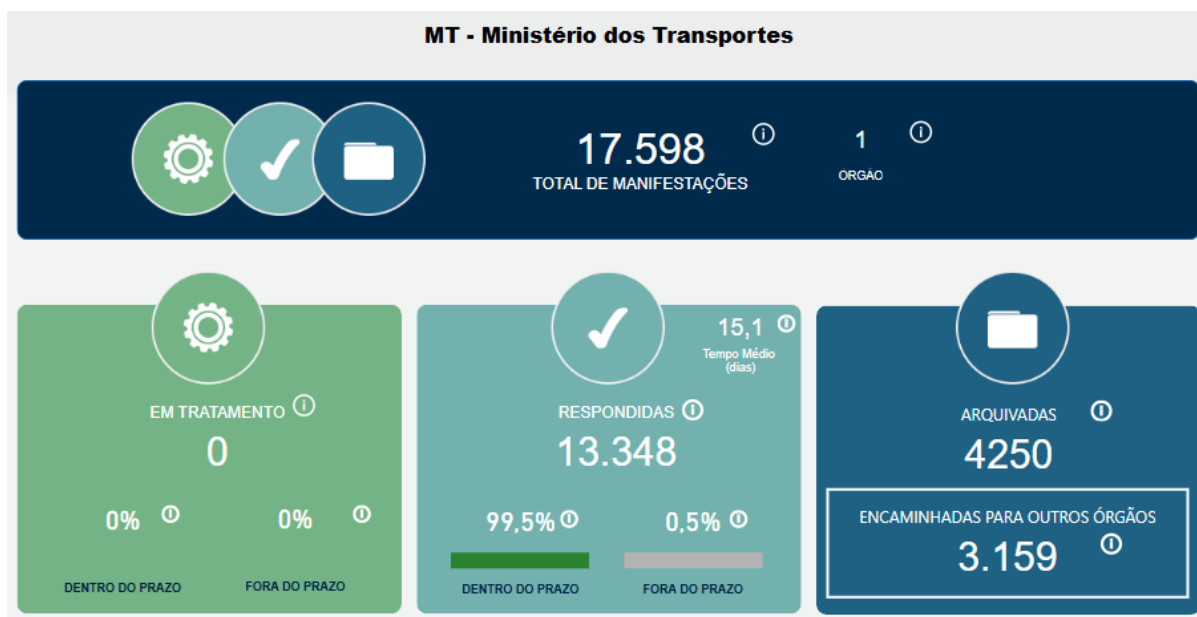 MT - Ministério dos Transportes
17.598
TOTAL DE MANIFESTAÇÕES
1
ORGÃO
EM TRATAMENTO
0
0%
0%
DENTRO DO PRAZO
FORA DO PRAZO
15,1
Tempo Médio
(dias)
RESPONDIDAS
13.348
99,5%
0,5%
DENTRO DO PRAZO
FORA DO PRAZO
ARQUIVADAS
4250
ENCAMINHADAS PARA OUTROS ÓRGÃOS
3.159